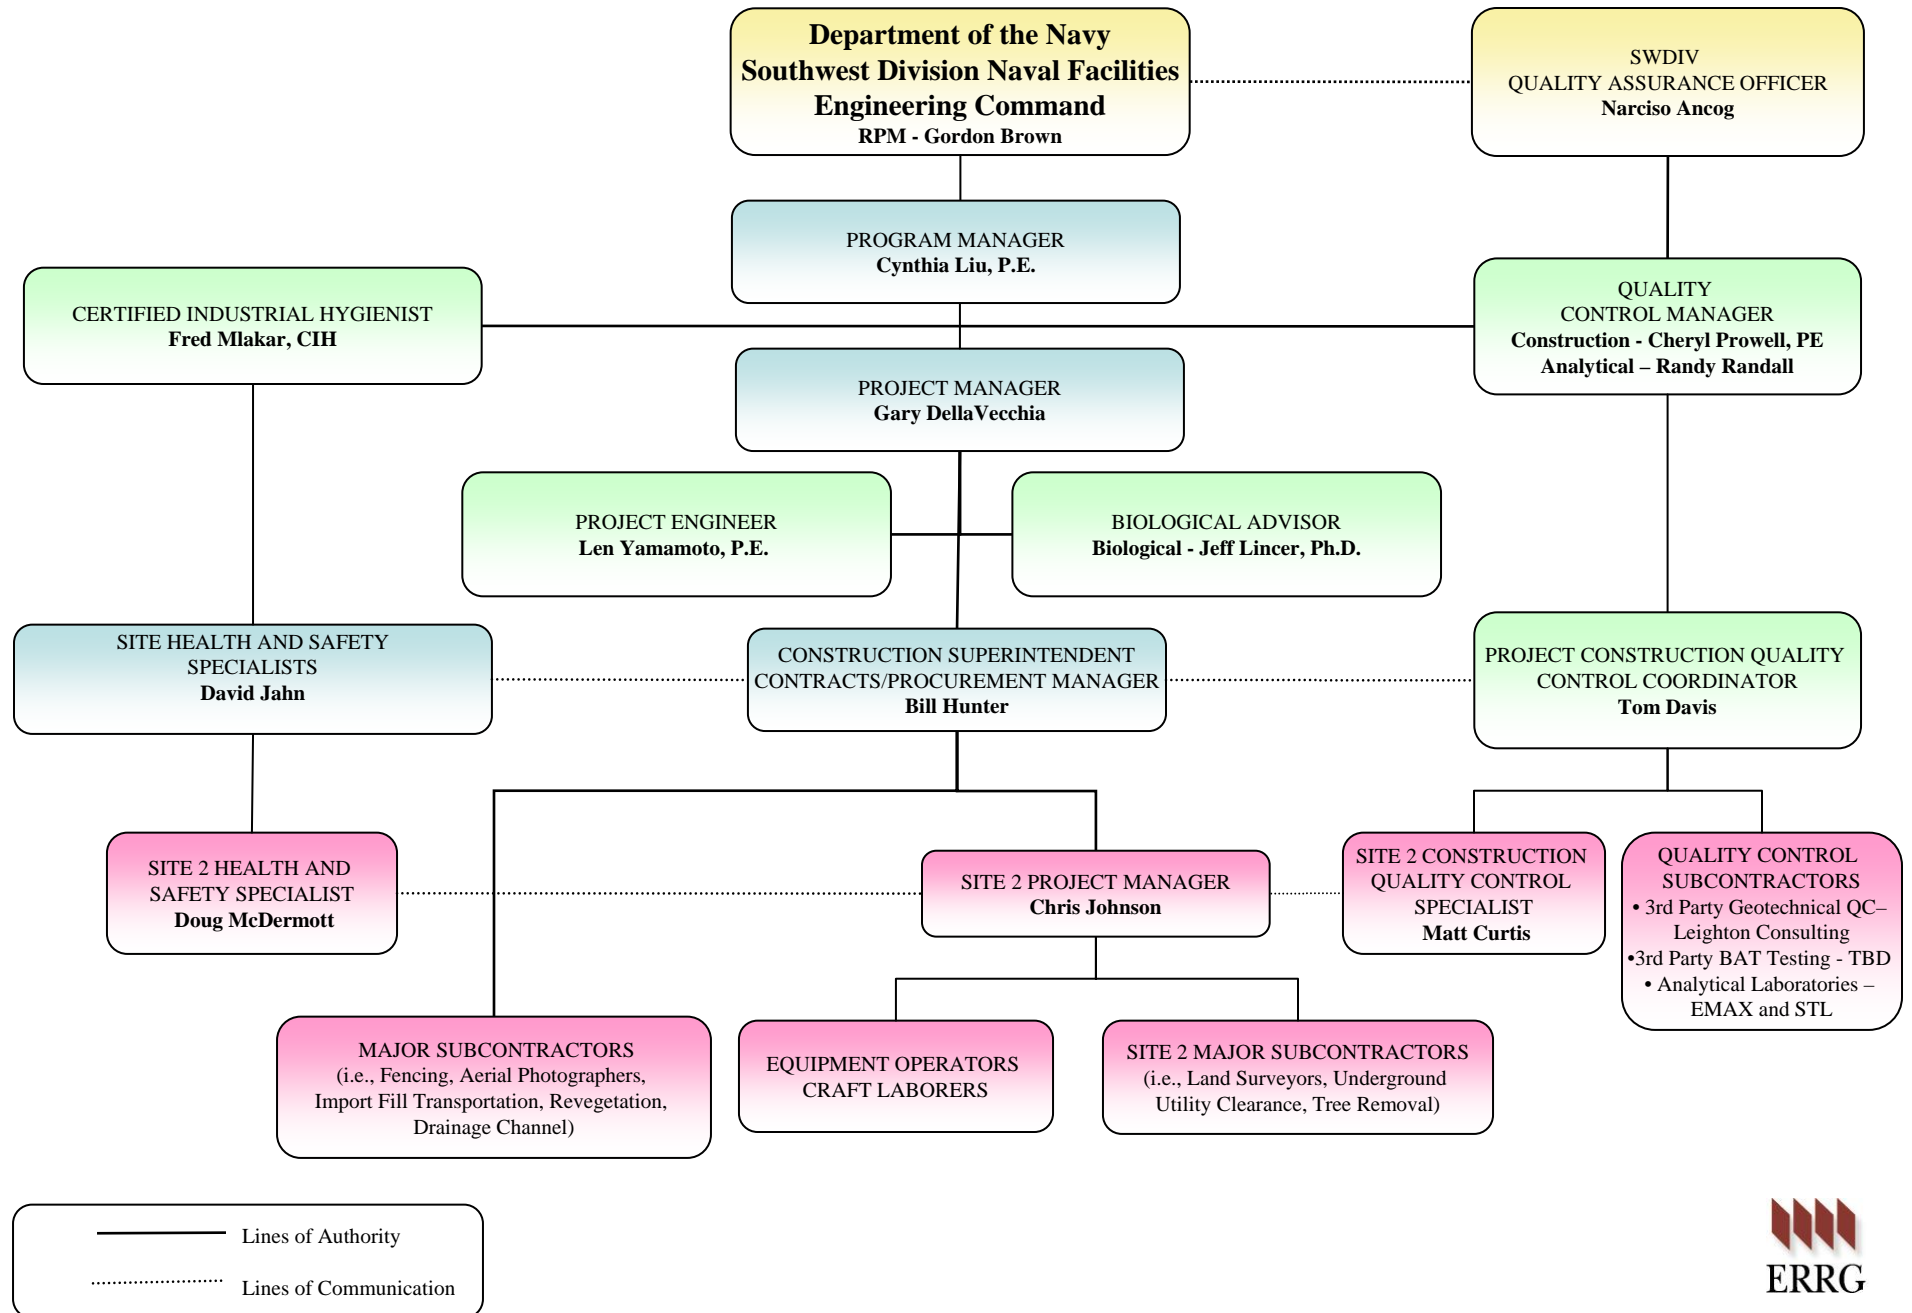 Department of the Navy
Southwest Division Naval Facilities
Engineering Command
RPM - Gordon Brown
SWDIV
QUALITY ASSURANCE OFFICER
Narciso Ancog
PROGRAM MANAGER
Cynthia Liu, P.E.
CERTIFIED INDUSTRIAL HYGIENIST
Fred Mlakar, CIH
QUALITY
CONTROL MANAGER
Construction - Cheryl Prowell, PE
Analytical – Randy Randall
PROJECT MANAGER
Gary DellaVecchia
PROJECT ENGINEER
Len Yamamoto, P.E.
BIOLOGICAL ADVISOR
Biological - Jeff Lincer, Ph.D.
SITE HEALTH AND SAFETY
SPECIALISTS
David Jahn
CONSTRUCTION SUPERINTENDENT
CONTRACTS/PROCUREMENT MANAGER
Bill Hunter
PROJECT CONSTRUCTION QUALITY
CONTROL COORDINATOR
Tom Davis
SITE 2 HEALTH AND
SAFETY SPECIALIST
Doug McDermott
SITE 2 PROJECT MANAGER
Chris Johnson
SITE 2 CONSTRUCTION
QUALITY CONTROL
SPECIALIST
Matt Curtis
QUALITY CONTROL
SUBCONTRACTORS
• 3rd Party Geotechnical QC–
Leighton Consulting
•3rd Party BAT Testing - TBD
• Analytical Laboratories –
EMAX and STL
MAJOR SUBCONTRACTORS
(i.e., Fencing, Aerial Photographers,
Import Fill Transportation, Revegetation,
Drainage Channel)
EQUIPMENT OPERATORS
CRAFT LABORERS
SITE 2 MAJOR SUBCONTRACTORS
(i.e., Land Surveyors, Underground
Utility Clearance, Tree Removal)
Lines of Authority
Lines of Communication
ERRG